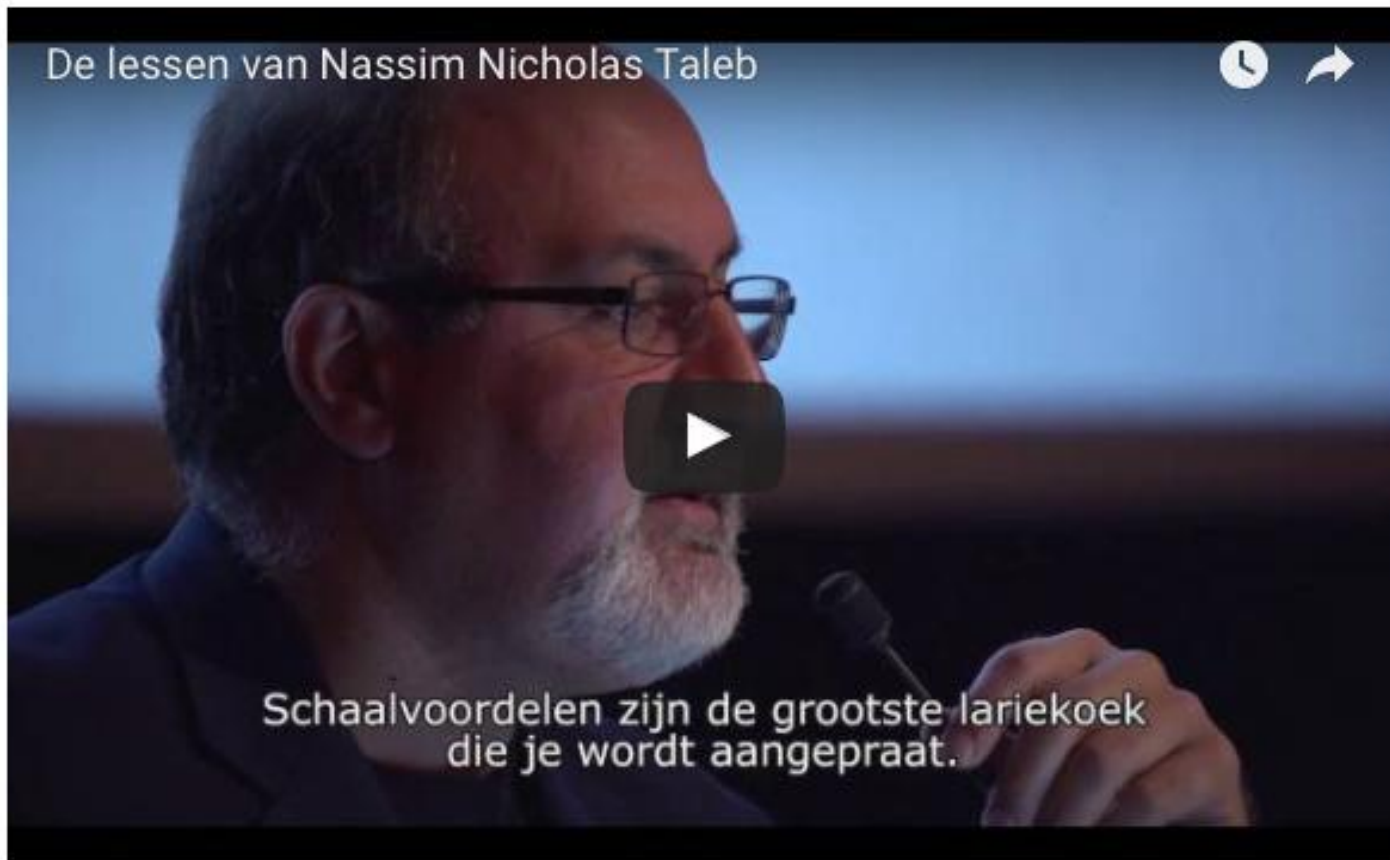 De lessen van Nassim Nicholas Taleb
Schaalvoordelen zijn de grootste lariekoek
die je wordt aangepraat.